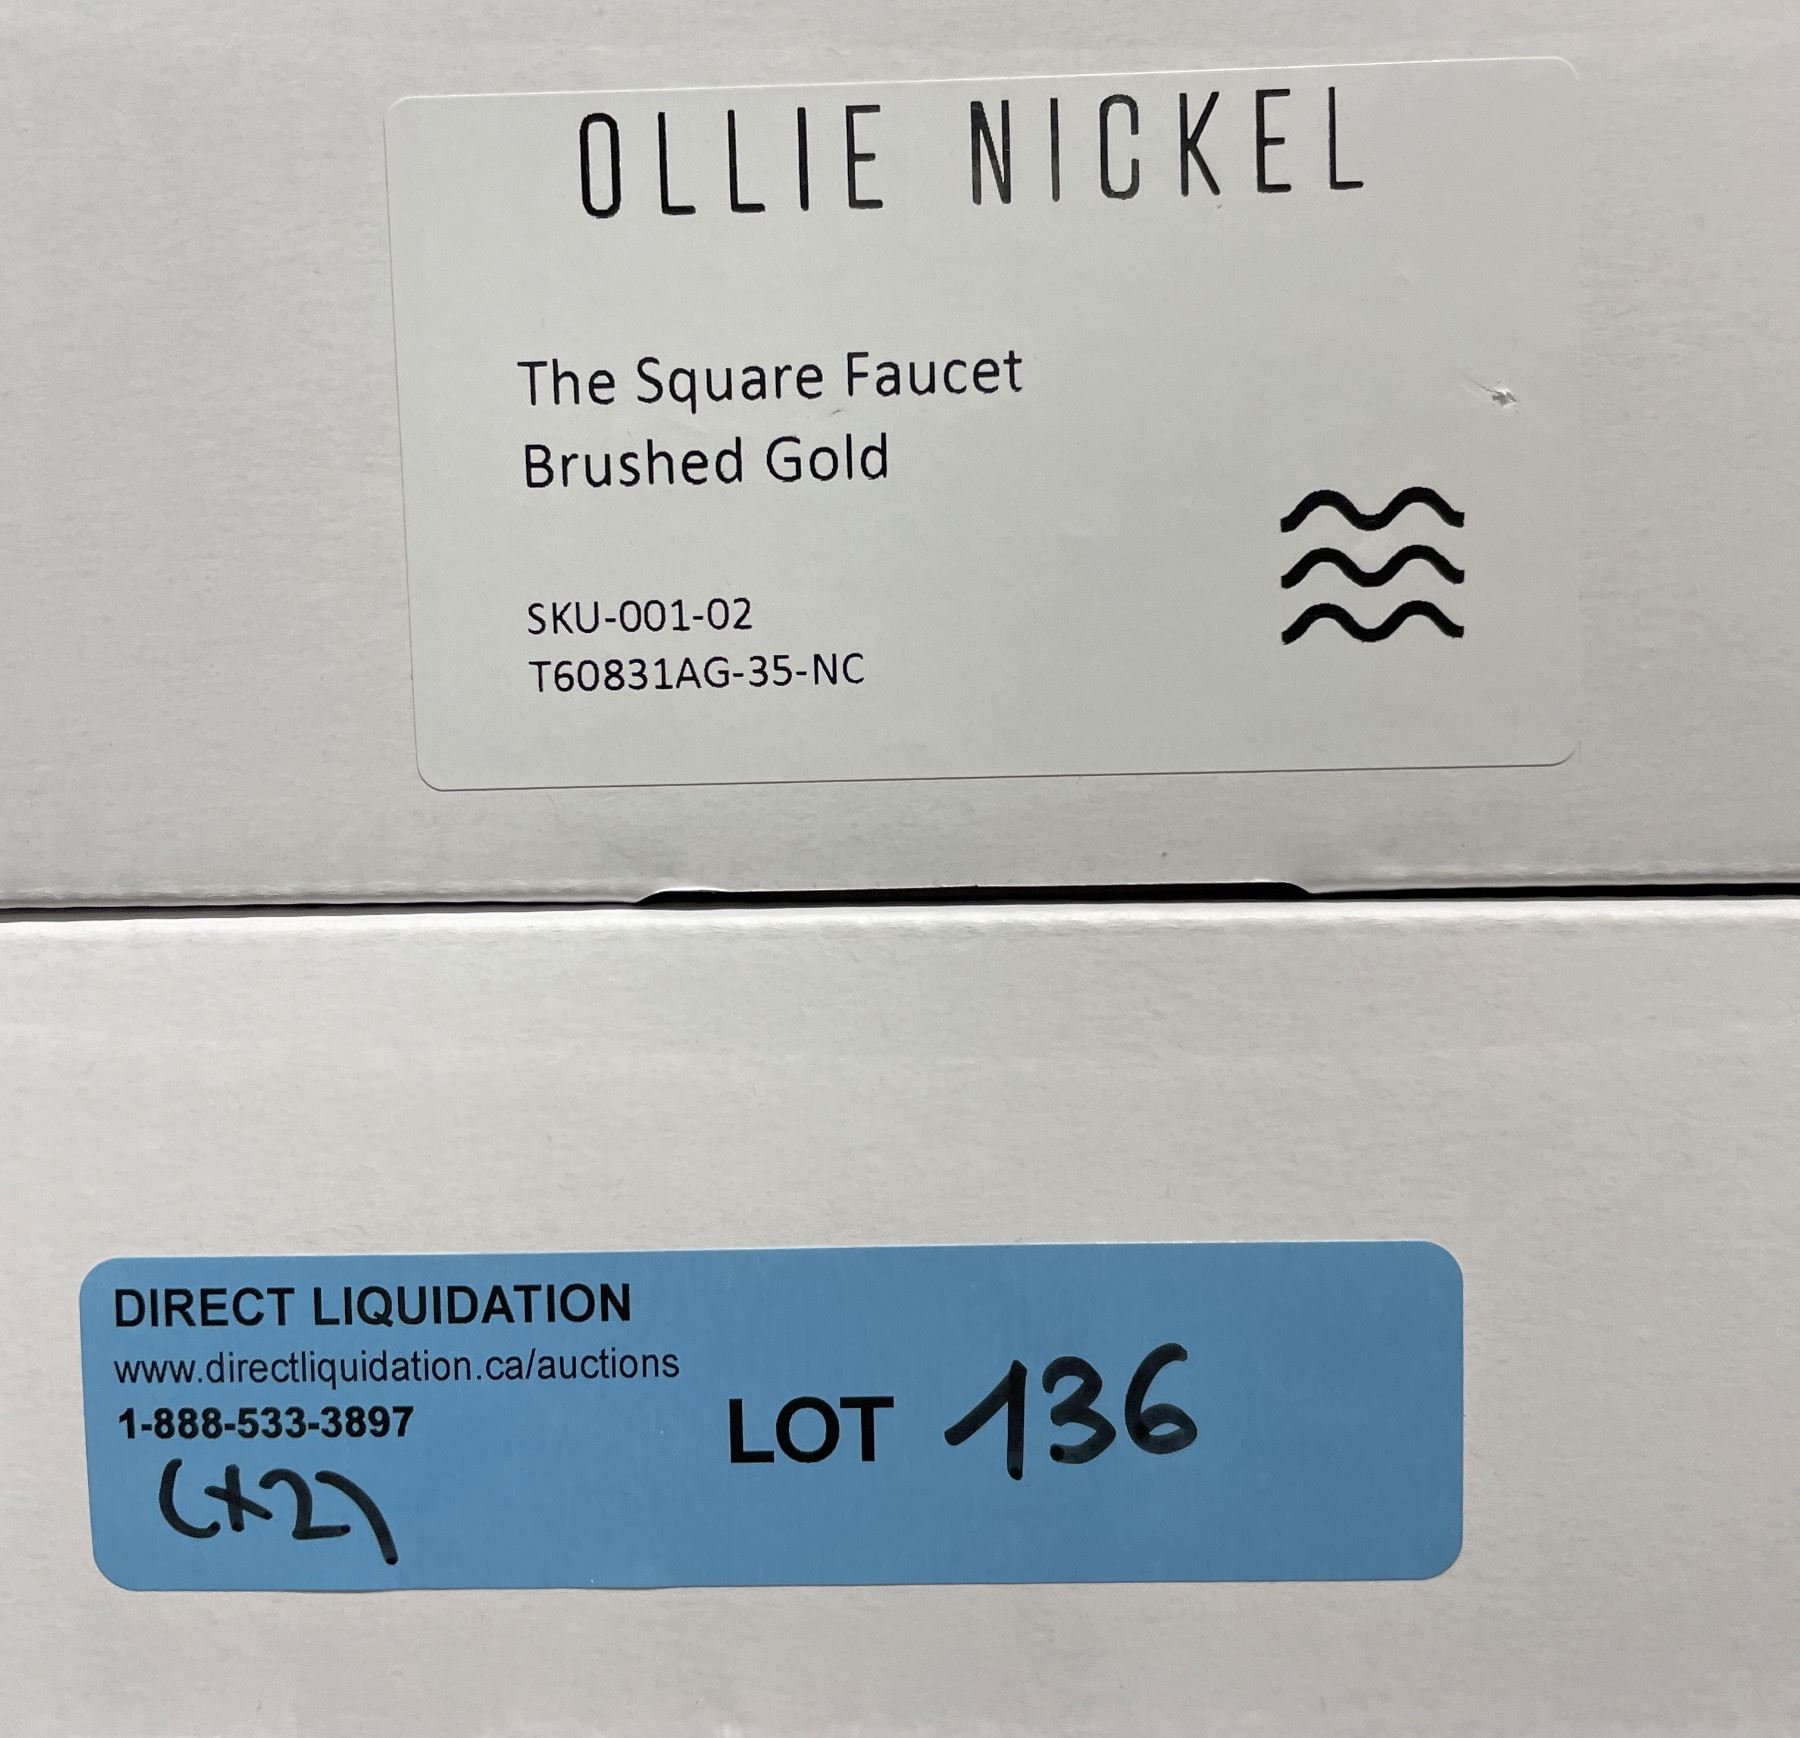 OLLIE NICKEL
The Square Faucet
Brushed Gold
SKU-001-02
T60831AG-35-NC
DIRECT LIQUIDATION
www.directliquidation.ca/auctions
1-888-533-3897
LOT 136
(x2)